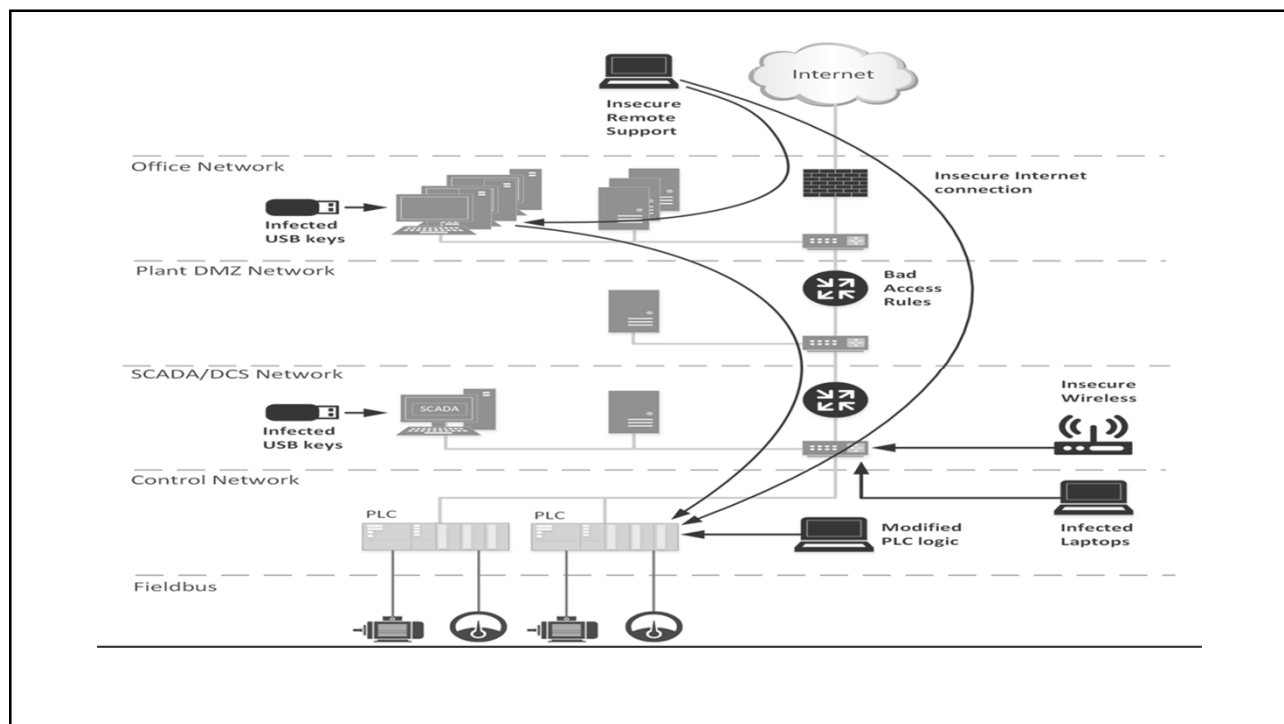 Internet
Insecure
Remote
Support
Office Network
Insecure Internet
connection
Infected
USB keys
Plant DMZ Network
Bad
Access
Rules
SCADA/DCS Network
Insecure
Wireless
SCADA
Infected
USB keys
Control Network
PLC
PLC
Modified
PLC logic
Infected
Laptops
Fieldbus